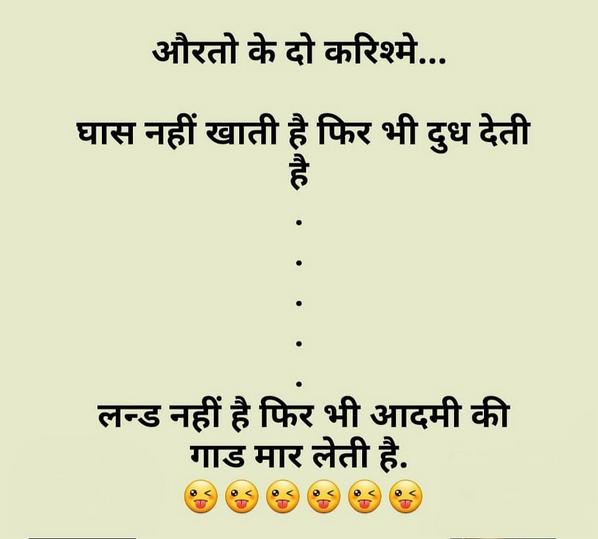 औरतो के दो करिश्मे...
घास नहीं खाती है फिर भी दुध देती
है
.
.
.
.
.
लन्ड नहीं है फिर भी आदमी की
गाड मार लेती है.
😜😜😜😜😜😜